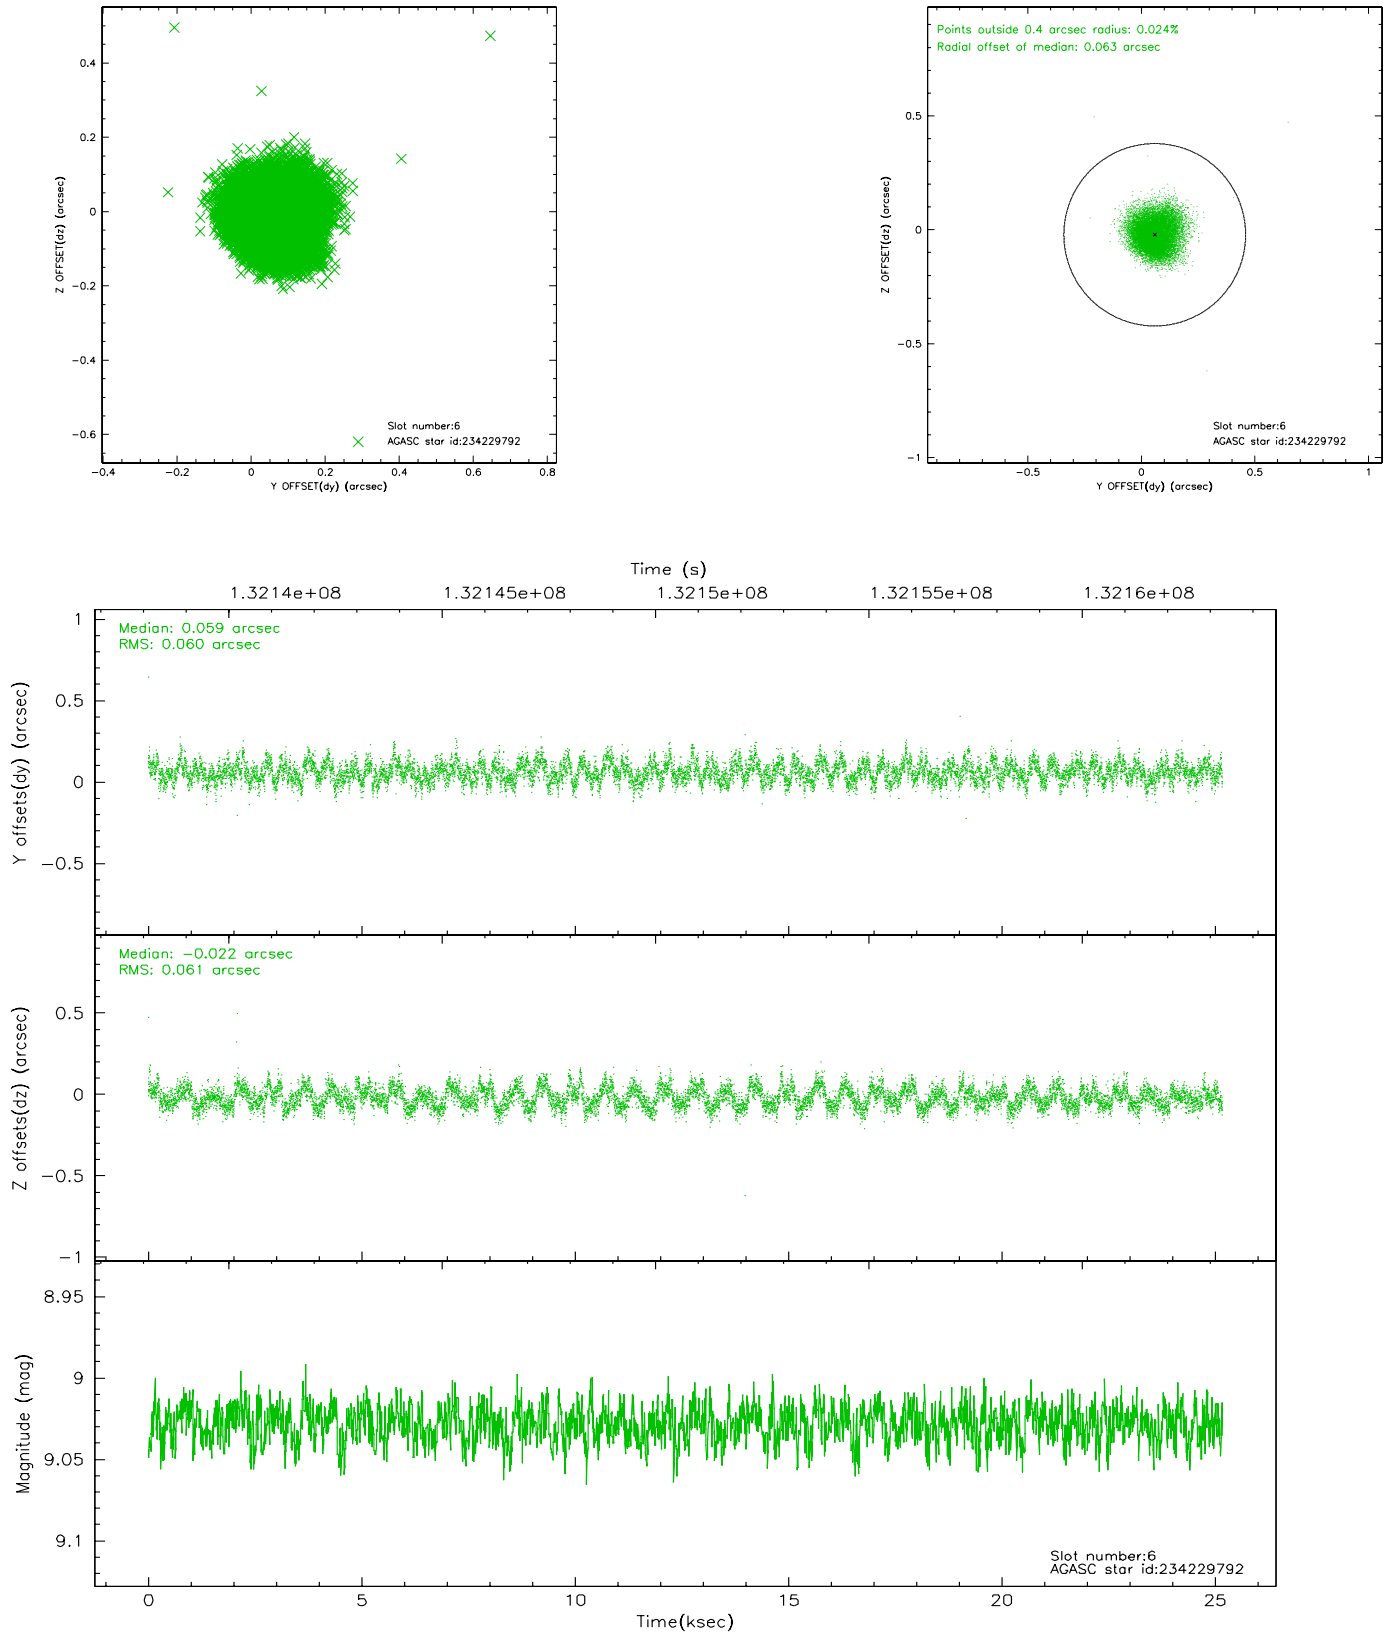 0.4
0.2
0
−0.2
−0.4
−0.6
Z OFFSET(dz) (arcsec)
Slot number:6
AGASC star id:234229792
−0.4 −0.2 0 0.2 0.4 0.6 0.8
Y OFFSET(dy) (arcsec)
Points outside 0.4 arcsec radius: 0.024%
Radial offset of median: 0.063 arcsec
0.5
0
−0.5
−1
Z OFFSET(dz) (arcsec)
Slot number:6
AGASC star id:234229792
−0.5 0 0.5 1
Y OFFSET(dy) (arcsec)
Time (s)
1.3214e+08 1.32145e+08 1.3215e+08 1.32155e+08 1.3216e+08
Median: 0.059 arcsec
RMS: 0.060 arcsec
1
0.5
0
−0.5
Y offsets(dy) (arcsec)
Median: −0.022 arcsec
RMS: 0.061 arcsec
0.5
0
−0.5
−1
Z offsets(dz) (arcsec)
8.95
9
9.05
9.1
Magnitude (mag)
Slot number:6
AGASC star id:234229792
0 5 10 15 20 25
Time(ksec)